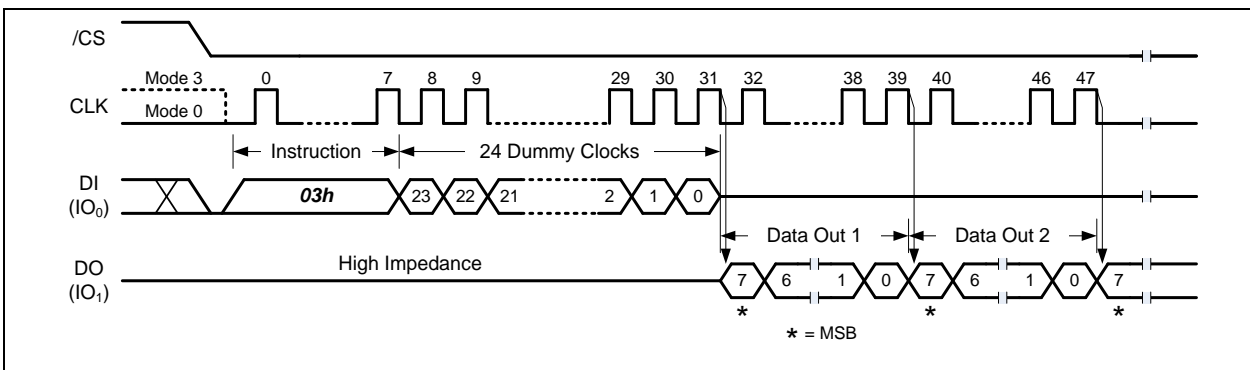 /CS
Mode 3 0 7 8 9 29 30 31 32 38 39 40 46 47
CLK
Mode 0
Instruction 24 Dummy Clocks
DI
(IO0)
03h 23 22 21 2 1 0
Data Out 1 Data Out 2
High Impedance
DO
(IO1)
7 6 1 0 7 6 1 0 7
* * *
* = MSB